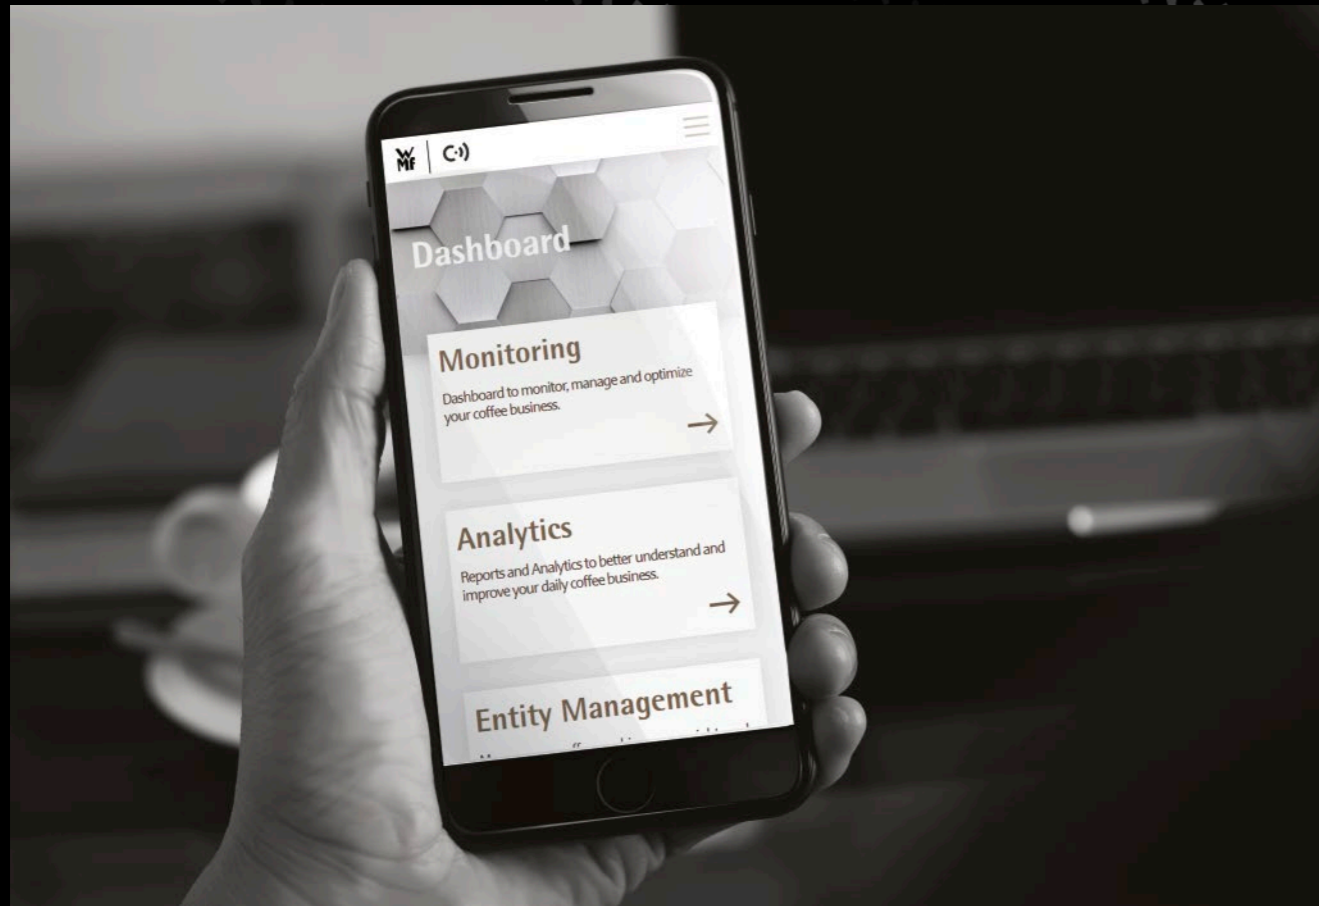 WMF
Dashboard
Monitoring
Dashboard to monitor, manage and optimize
your coffee business.
Analytics
Reports and Analytics to better understand and
improve your daily coffee business.
Entity Management